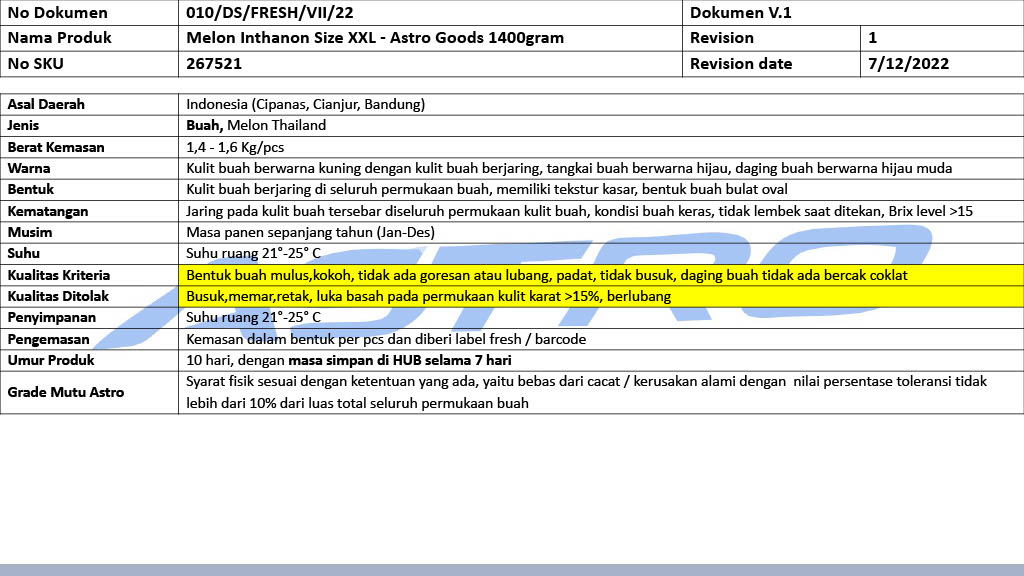 No Dokumen 010/DS/FRESH/VII/22 Dokumen V.1
Nama Produk Melon Inthanon Size XXL - Astro Goods 1400gram Revision 1
No SKU 267521 Revision date 7/12/2022
Asal Daerah Indonesia (Cipanas, Cianjur, Bandung)
Jenis Buah, Melon Thailand
Berat Kemasan 1,4 - 1,6 Kg/pcs
Warna Kulit buah berwarna kuning dengan kulit buah berjaring, tangkai buah berwarna hijau, daging buah berwarna hijau muda
Bentuk Kulit buah berjaring di seluruh permukaan buah, memiliki tekstur kasar, bentuk buah bulat oval
Kematangan Jaring pada kulit buah tersebar diseluruh permukaan kulit buah, kondisi buah keras, tidak lembek saat ditekan, Brix level >15
Musim Masa panen sepanjang tahun (Jan-Des)
Suhu Suhu ruang 21°-25° C
Kualitas Kriteria Bentuk buah mulus,kokoh, tidak ada goresan atau lubang, padat, tidak busuk, daging buah tidak ada bercak coklat
Kualitas Ditolak Busuk,memar,retak, luka basah pada permukaan kulit karat >15%, berlubang
Penyimpanan Suhu ruang 21°-25° C
Pengemasan Kemasan dalam bentuk per pcs dan diberi label fresh / barcode
Umur Produk 10 hari, dengan masa simpan di HUB selama 7 hari
Grade Mutu Astro Syarat fisik sesuai dengan ketentuan yang ada, yaitu bebas dari cacat / kerusakan alami dengan nilai persentase toleransi tidak
lebih dari 10% dari luas total seluruh permukaan buah
ASTRO